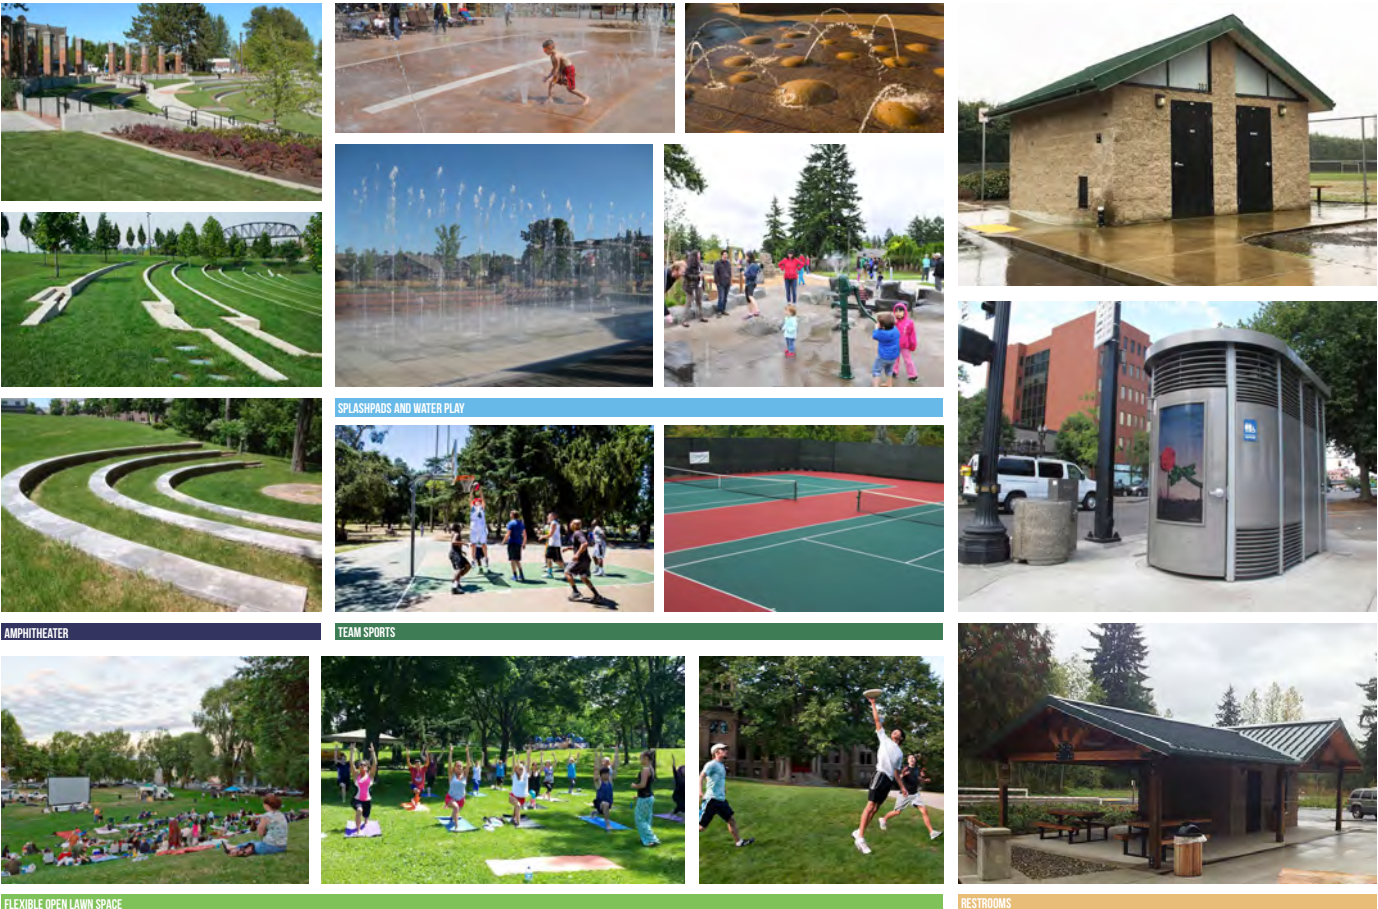 SPLASHPADS AND WATER PLAY
AMPHITHEATER
TEAM SPORTS
FLEXIBLE OPEN LAWN SPACE
RESTROOMS